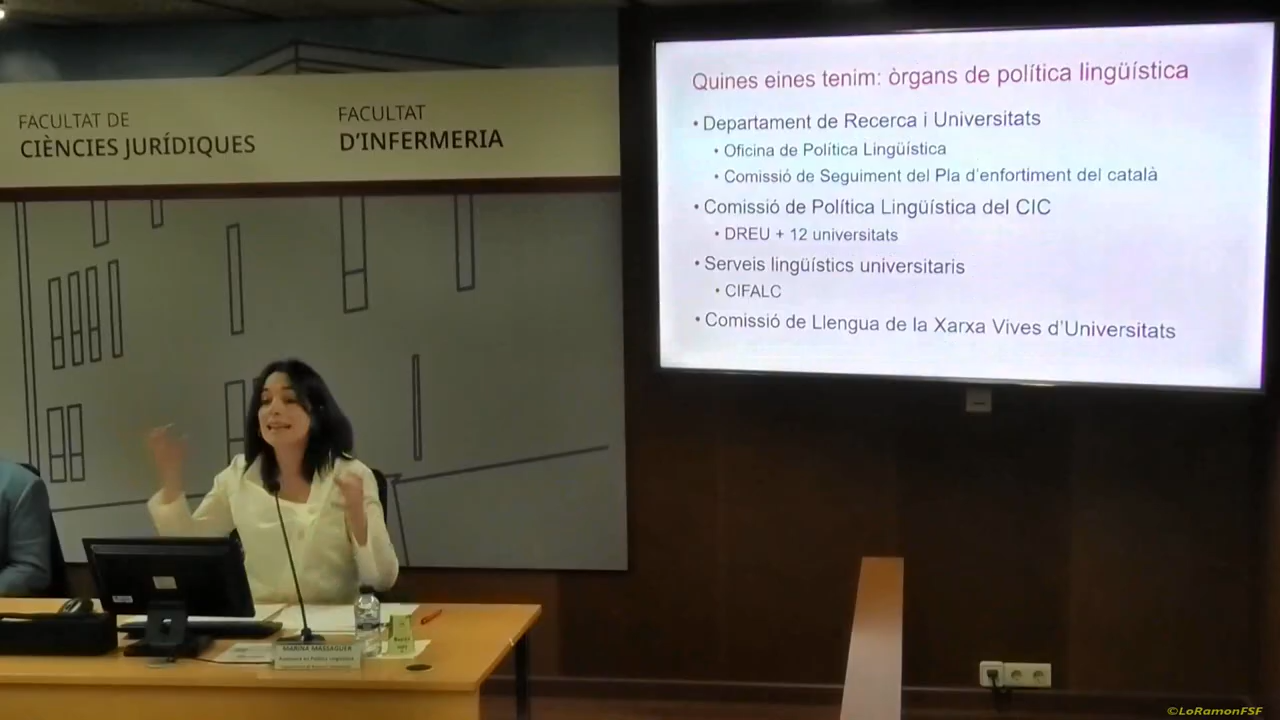 FACULTAT DE
CIÈNCIES JURÍDIQUES
FACULTAT
D'INFERMERIA
Quines eines tenim: òrgans de política lingüística
• Departament de Recerca i Universitats
• Oficina de Política Lingüística
• Comissió de Seguiment del Pla d'enfortiment del català
• Comissió de Política Lingüística del CIC
• DREU + 12 universitats
• Serveis lingüístics universitaris
• CIFALC
• Comissió de Llengua de la Xarxa Vives d'Universitats
MARINA MASSAGUER
©LoRamonFSF